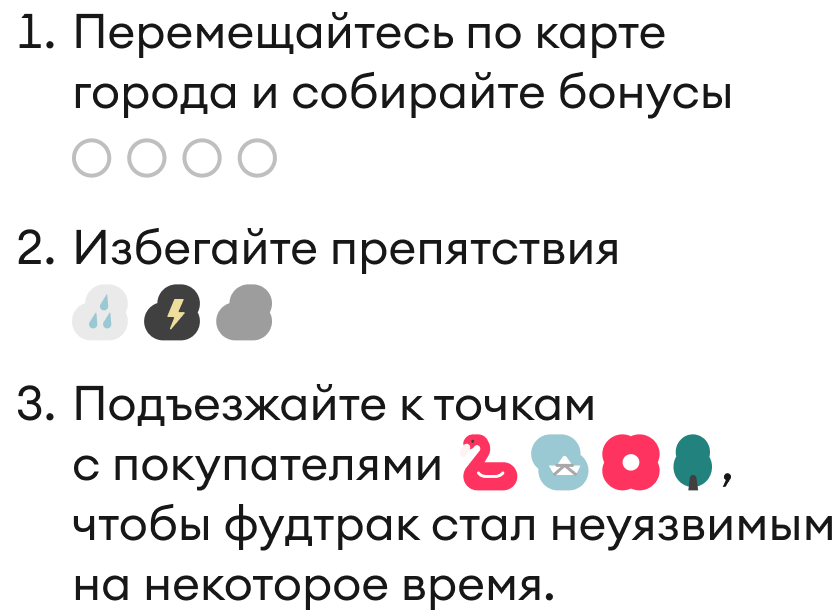 1. Перемещайтесь по карте
города и собирайте бонусы
2. Избегайте препятствия
3. Подъезжайте к точкам
с покупателями ,
чтобы фудтрак стал неуязвимым
на некоторое время.